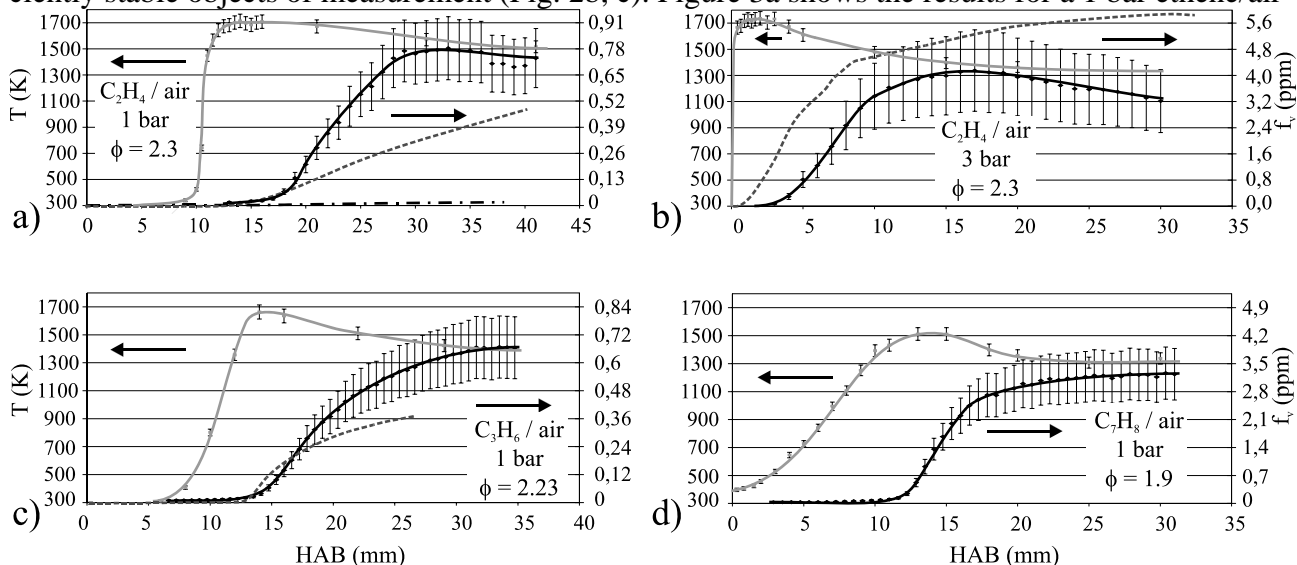 ciently stable objects of measurement (Fig. 2b, c). Figure 3a shows the results for a 1 bar ethene/air
a)
T (K)
1700
1500
1300
1100
900
700
500
300
C₂H₄ / air
1 bar
ϕ = 2.3
0,91
0,78
0,65
0,52
0,39
0,26
0,13
0
0 5 10 15 20 25 30 35 40 45
b)
1700
1500
1300
1100
900
700
500
300
C₂H₄ / air
3 bar
ϕ = 2.3
5,6
4,8
4,0
3,2
2,4
1,6
0,8
0,0
fᵥ (ppm)
0 5 10 15 20 25 30 35
c)
T (K)
1700
1500
1300
1100
900
700
500
300
C₃H₆ / air
1 bar
ϕ = 2.23
0,84
0,72
0,6
0,48
0,36
0,24
0,12
0
0 5 10 15 20 25 30 35 40
HAB (mm)
d)
1700
1500
1300
1100
900
700
500
300
C₇H₈ / air
1 bar
ϕ = 1.9
4,9
4,2
3,5
2,8
2,1
1,4
0,7
0
fᵥ (ppm)
0 5 10 15 20 25 30 35
HAB (mm)